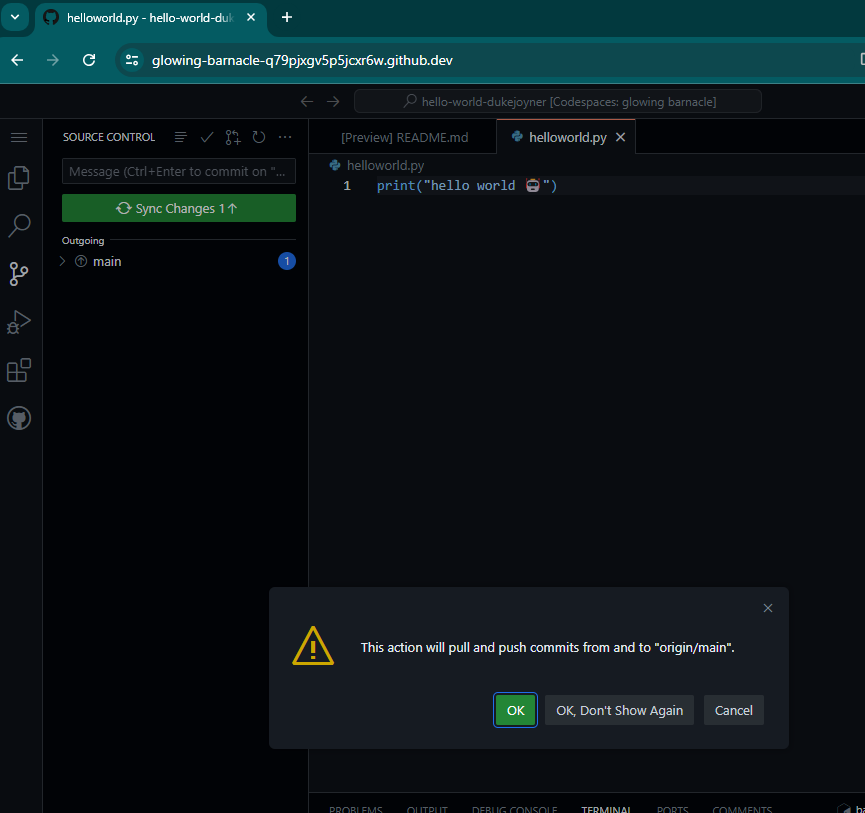 helloworld.py - hello-world-duk
glowing-barnacle-q79pjxgv5p5jcxr6w.github.dev
hello-world-dukejoyner [Codespaces: glowing barnacle]
SOURCE CONTROL
[Preview] README.md
helloworld.py
helloworld.py
Message (Ctrl+Enter to commit on "...
1 print("hello world 🤖")
Sync Changes 1↑
Outgoing
main 1
This action will pull and push commits from and to "origin/main".
OK
OK, Don't Show Again
Cancel
PROBLEMS OUTPUT DEBUG CONSOLE TERMINAL PORTS COMMENTS ba